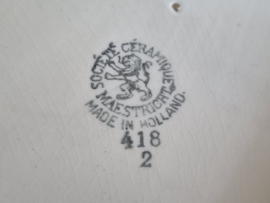 SOCIÉTÉ CÉRAMIQUE
MAESTRICHT
MADE IN HOLLAND.
418
2